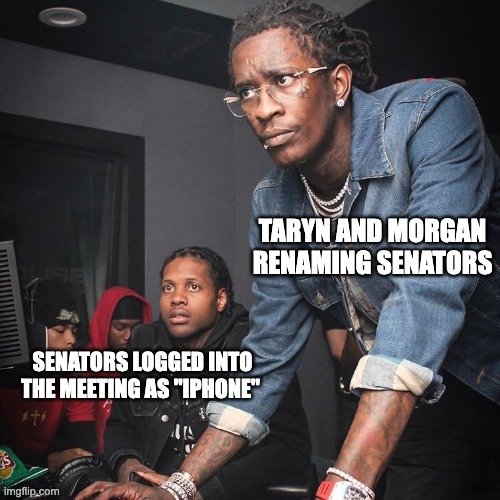 TARYN AND MORGAN
RENAMING SENATORS
SENATORS LOGGED INTO
THE MEETING AS "IPHONE"
imgflip.com